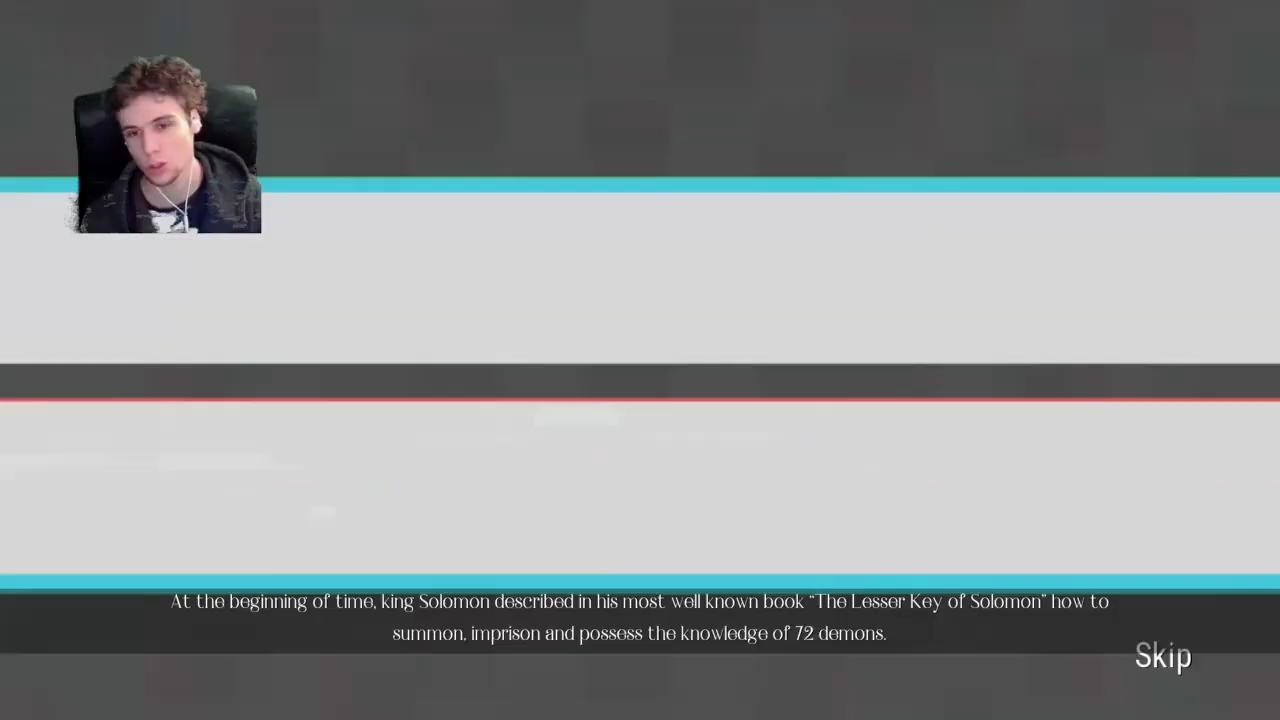 At the beginning of time, king Solomon described in his most well known book “The Lesser Key of Solomon” how to
summon, imprison and possess the knowledge of 72 demons.
Skip